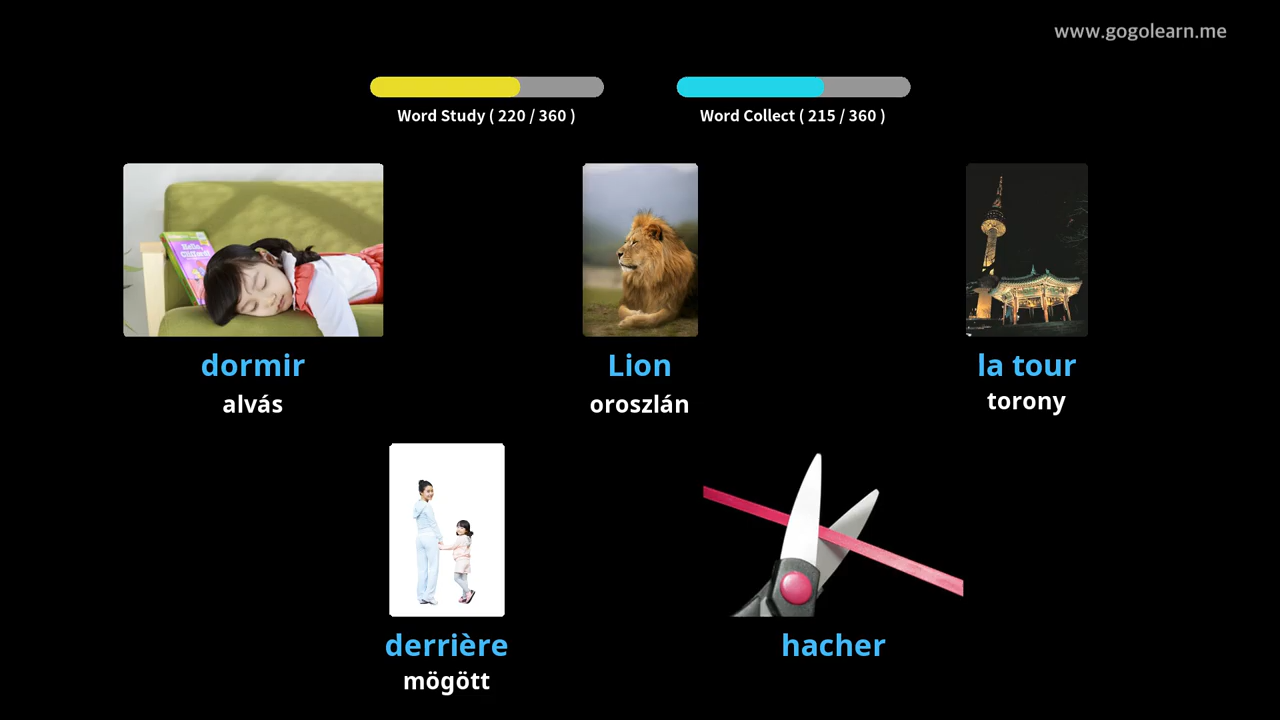 www.gogolearn.me
Word Study ( 220 / 360 )
Word Collect ( 215 / 360 )
dormir
alvás
Lion
oroszlán
la tour
torony
derrière
mögött
hacher